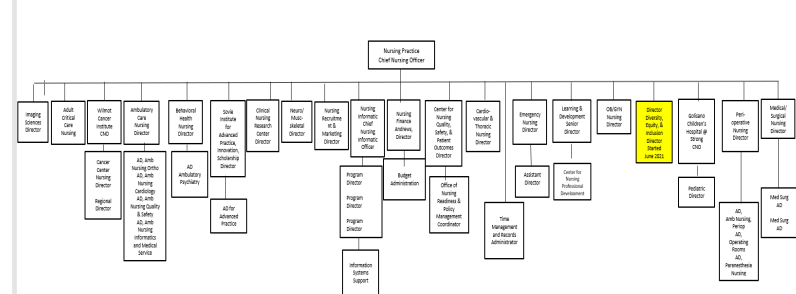 Nursing Practice
Chief Nursing Officer
Imaging
Sciences
Director
Adult
Critical Care
Nursing
Wilmot
Cancer
Institute
CNO
Ambulatory
Care
Nursing
Director
Behavioral
Health
Nursing
Director
Sovie
Institute
for
Advanced
Practice,
Innovation,
Scholarship
Director
Clinical
Nursing
Research
Center
Director
Neuro/
Musc-
skeletal
Director
Nursing
Recruitme
nt &
Marketing
Director
Nursing
Informatic
Chief
Nursing
Informatic
Officer
Nursing
Finance
Andrews,
Director
Center for
Nursing
Quality,
Safety, &
Patient
Outcomes
Director
Cardio-
vascular &
Thoracic
Nursing
Director
Emergency
Nursing
Director
Learning &
Development
Senior
Director
OB/GYN
Nursing
Director
Director
Diversity,
Equity, &
Inclusion
Director
Started
June 2021
Golisano
Children's
Hospital @
Strong
CNO
Peri-
operative
Nursing
Director
Medical/
Surgical
Nursing
Director
Cancer
Center
Nursing
Director
Regional
Director
AD, Amb
Nursing Ortho
AD, Amb
Nursing
Cardiology
AD, Amb
Nursing Quality
& Safety
AD, Amb
Nursing
Informatics
and Medical
Service
AD
Ambulatory
Psychiatry
AD for
Advanced
Practice
Program
Director
Program
Director
Program
Director
Information
Systems
Support
Budget
Administration
Office of
Nursing
Readiness &
Policy
Management
Coordinator
Time
Management
and Records
Administrator
Assistant
Director
Center for
Nursing
Professional
Development
Pediatric
Director
AD,
Amb Nursing,
Periop
AD,
Operating
Rooms
AD,
Paranesthesia
Nursing
Med Surg
AD
Med Surg
AD